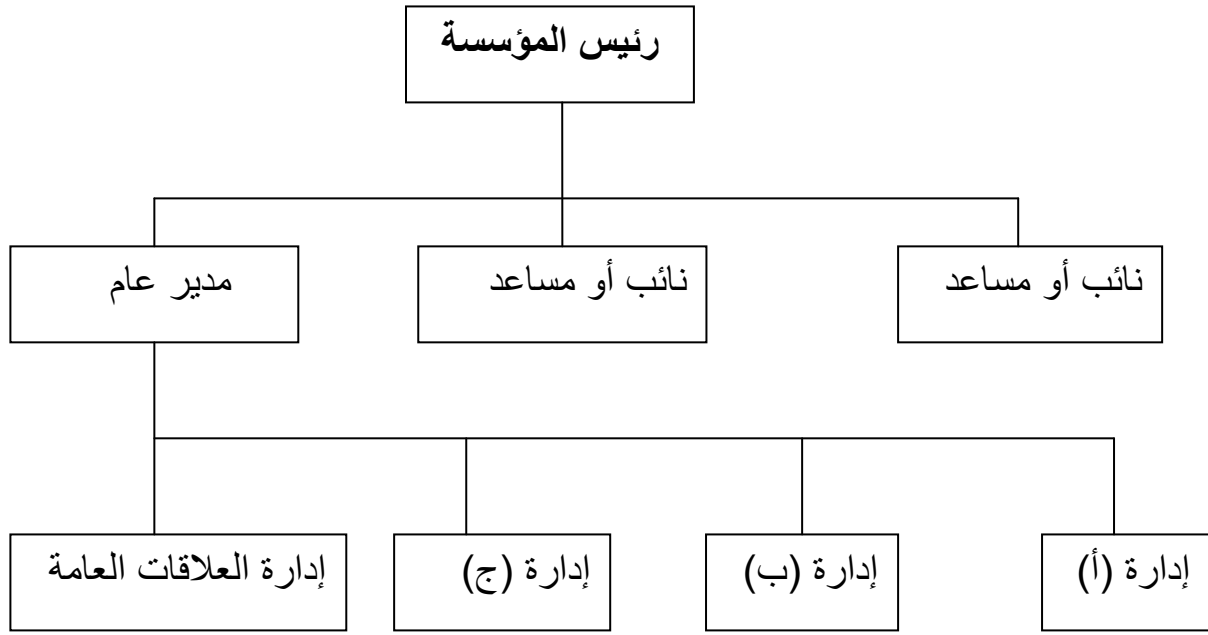 رئيس المؤسسة
نائب أو مساعد
نائب أو مساعد
مدير عام
إدارة (أ)
إدارة (ب)
إدارة (ج)
إدارة العلاقات العامة